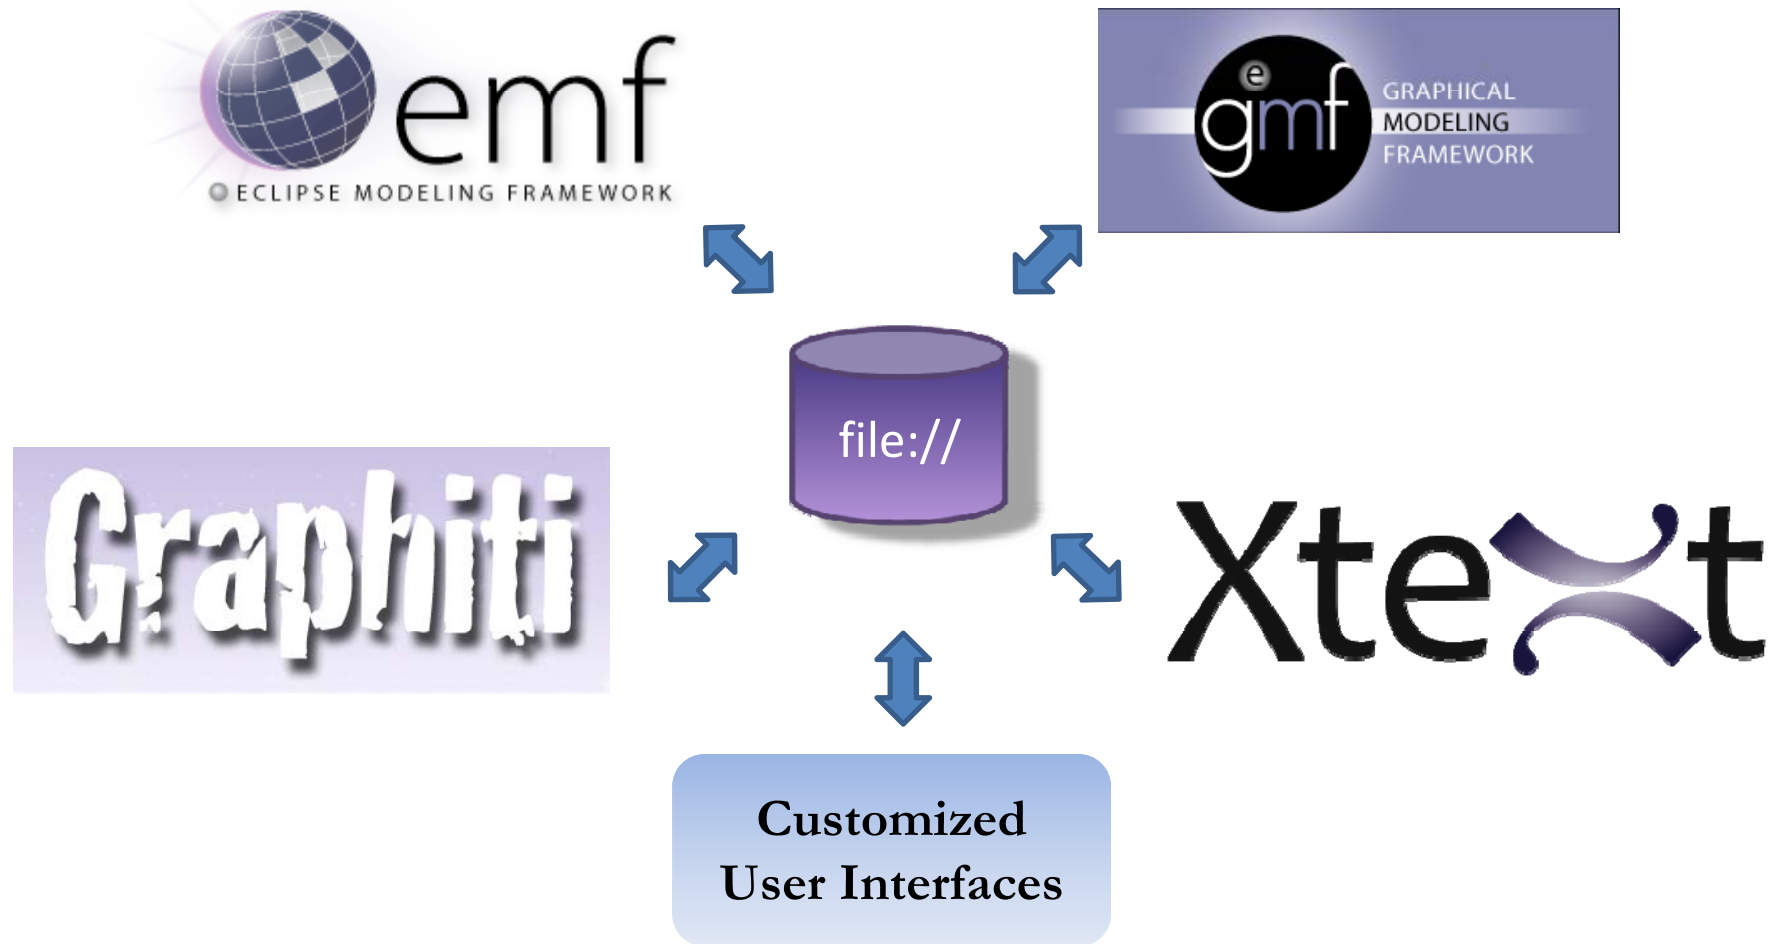 emf
ECLIPSE MODELING FRAMEWORK
e
gmf
GRAPHICAL
MODELING
FRAMEWORK
file://
Graphiti
Xtext
Customized
User Interfaces